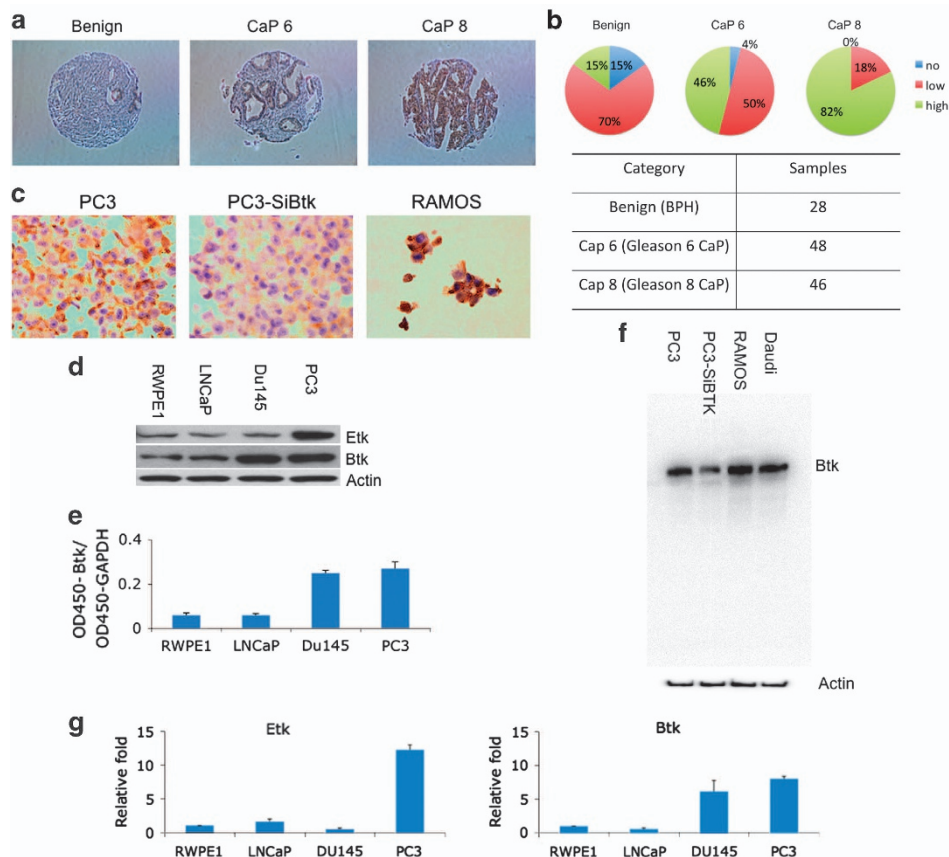 a
Benign
CaP 6
CaP 8
b
Benign
CaP 6
CaP 8
15%
15%
70%
4%
46%
50%
0%
18%
82%
no
low
high
Category Samples
Benign (BPH) 28
Cap 6 (Gleason 6 CaP) 48
Cap 8 (Gleason 8 CaP) 46
c
PC3
PC3-SiBtk
RAMOS
d
RWPE1
LNCaP
Du145
PC3
Etk
Btk
Actin
e
OD450-Btk/
OD450-GAPDH
0.4
0.2
0
RWPE1 LNCaP Du145 PC3
f
PC3
PC3-SiBTK
RAMOS
Daudi
Btk
Actin
g
Etk
Relative fold
15
10
5
0
RWPE1 LNCaP DU145 PC3
Btk
Relative fold
15
10
5
0
RWPE1 LNCaP DU145 PC3